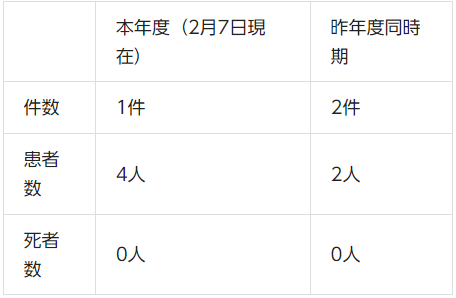 本年度（2月7日現
在）
昨年度同時
期
件数
1件
2件
患者
数
4人
2人
死者
数
0人
0人